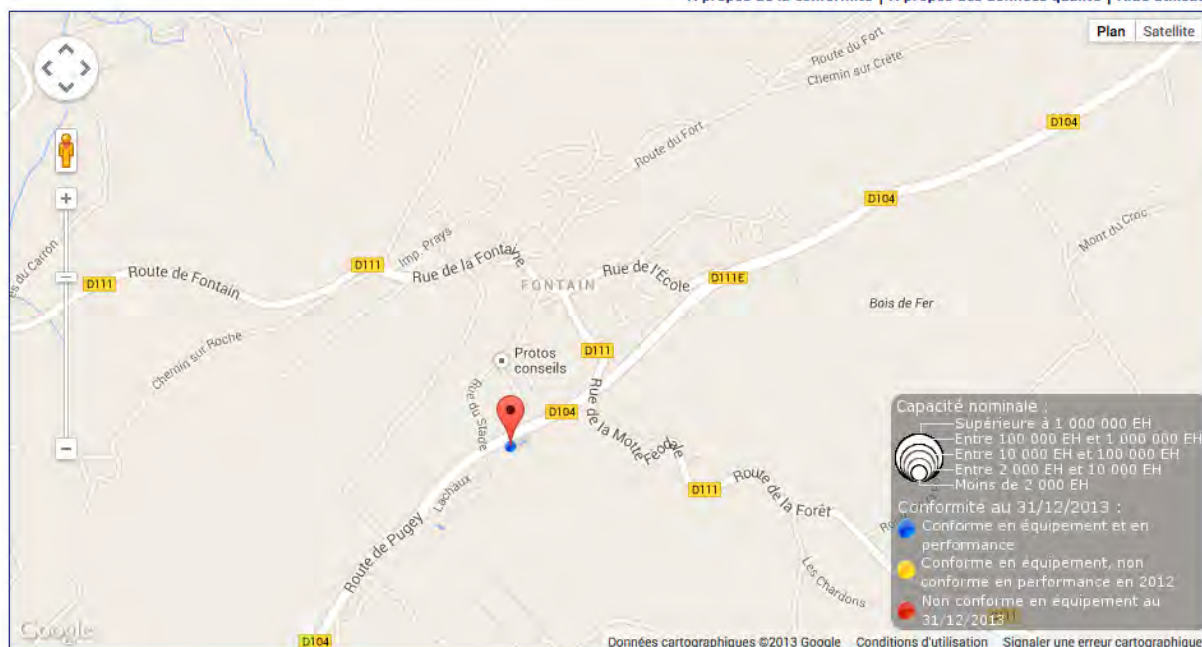 Plan Satellite
Route du Fort
Chemin sur Crête
D104
Route du Fort
D104
Mont du Croc
Imp. Prays
D111
Rue de la Fontaine
Route de Fontain
D111
FONTAIN
Rue de l'École
D111E
Bois de Fer
Chemin sur Roche
Protos
conseils
D111
Rue du Stade
D104
Rue de la Motte Féodale
Lachaux
D111
Route de la Forêt
Route de Pugey
Les Chardons
D104
D111
Capacité nominale :
Supérieure à 1 000 000 EH
Entre 100 000 EH et 1 000 000 EH
Entre 10 000 EH et 100 000 EH
Entre 2 000 EH et 10 000 EH
Moins de 2 000 EH
Conformité au 31/12/2013 :
Conforme en équipement et en
performance
Conforme en équipement, non
conforme en performance en 2012
Non conforme en équipement au
31/12/2013
Google
Données cartographiques ©2013 Google Conditions d'utilisation Signaler une erreur cartographique